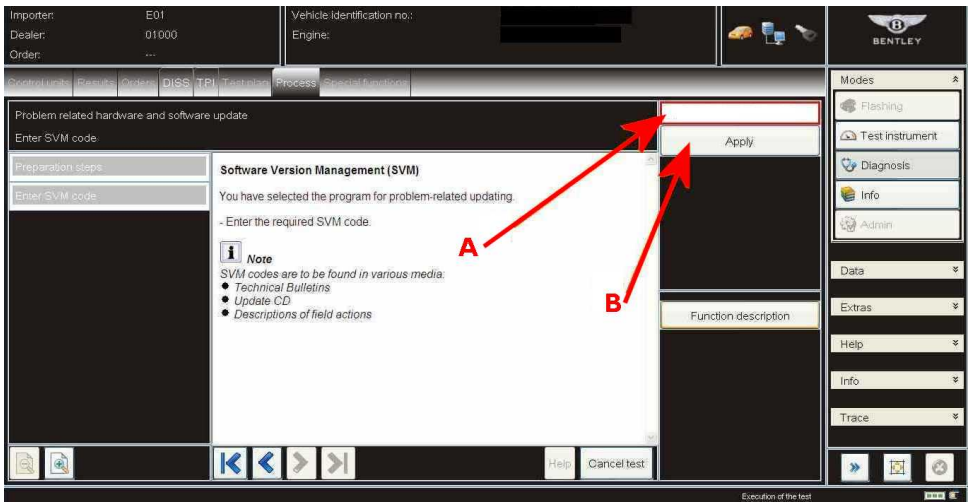 Importer: E01 Vehicle identification no.:
Dealer: 01000 Engine:
Order: ---
BENTLEY
Control units Results Orders DISS TPI Test plan Process Special functions
Problem related hardware and software update
Enter SVM code
Apply
Preparation steps
Enter SVM code
Software Version Management (SVM)
You have selected the program for problem-related updating.
- Enter the required SVM code.
Note
SVM codes are to be found in various media:
Technical Bulletins
Update CD
Descriptions of field actions
A
B
Function description
Help
Cancel test
Modes
Flashing
Test instrument
Diagnosis
Info
Admin
Data
Extras
Help
Info
Trace
Execution of the test